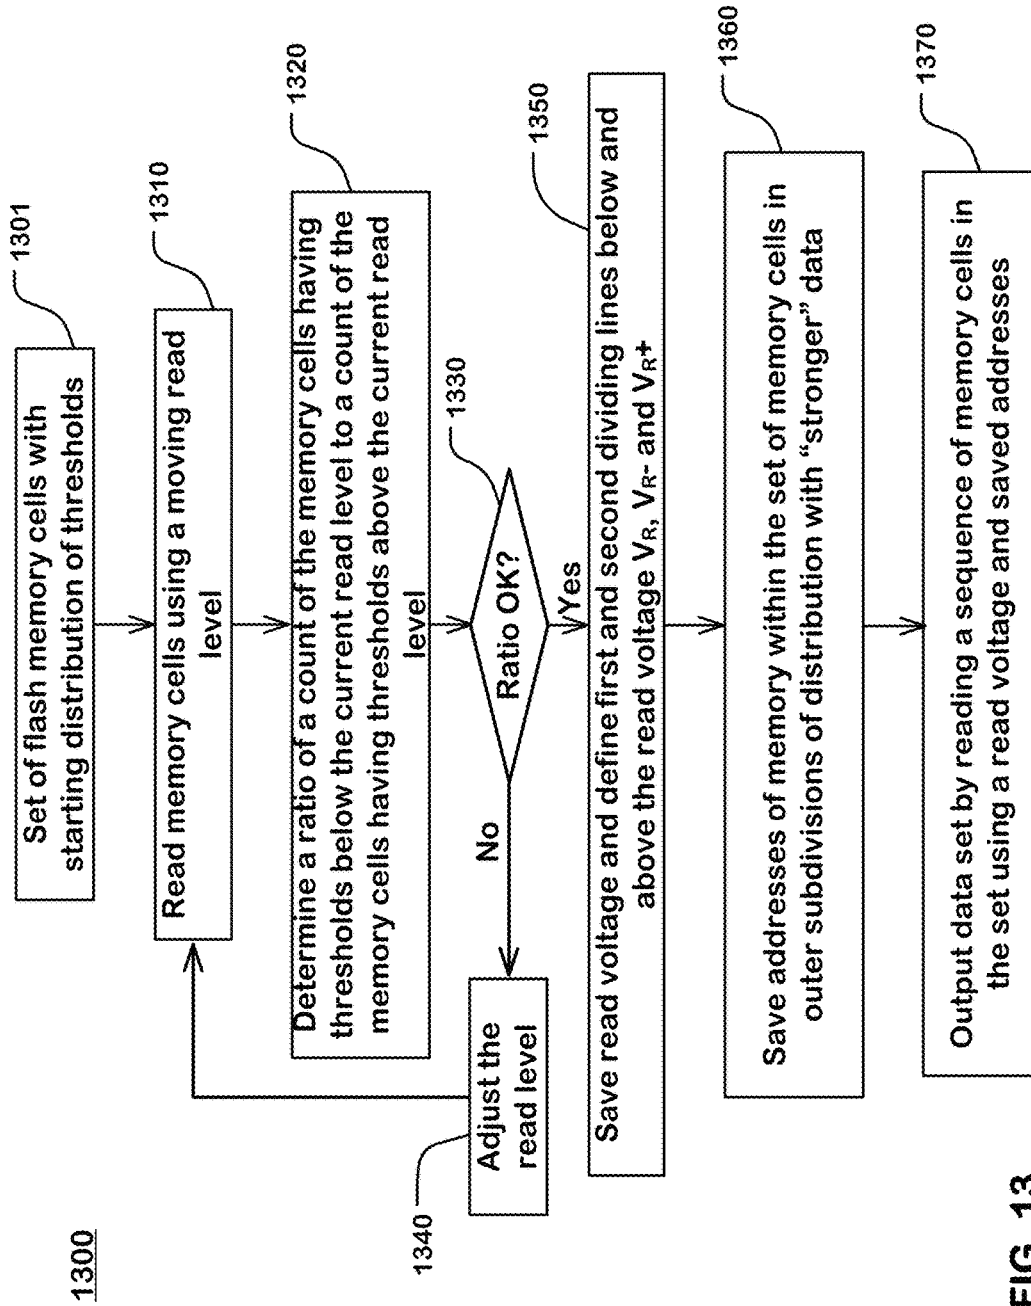 1300
1301
Set of flash memory cells with
starting distribution of thresholds
1310
Read memory cells using a moving read
level
1320
Determine a ratio of a count of the memory cells having
thresholds below the current read level to a count of the
memory cells having thresholds above the current read
level
1330
Ratio OK?
No
Yes
1340
Adjust the
read level
1350
Save read voltage and define first and second dividing lines below and
above the read voltage VR, VR- and VR+
1360
Save addresses of memory within the set of memory cells in
outer subdivisions of distribution with “stronger” data
1370
Output data set by reading a sequence of memory cells in
the set using a read voltage and saved addresses
FIG. 13